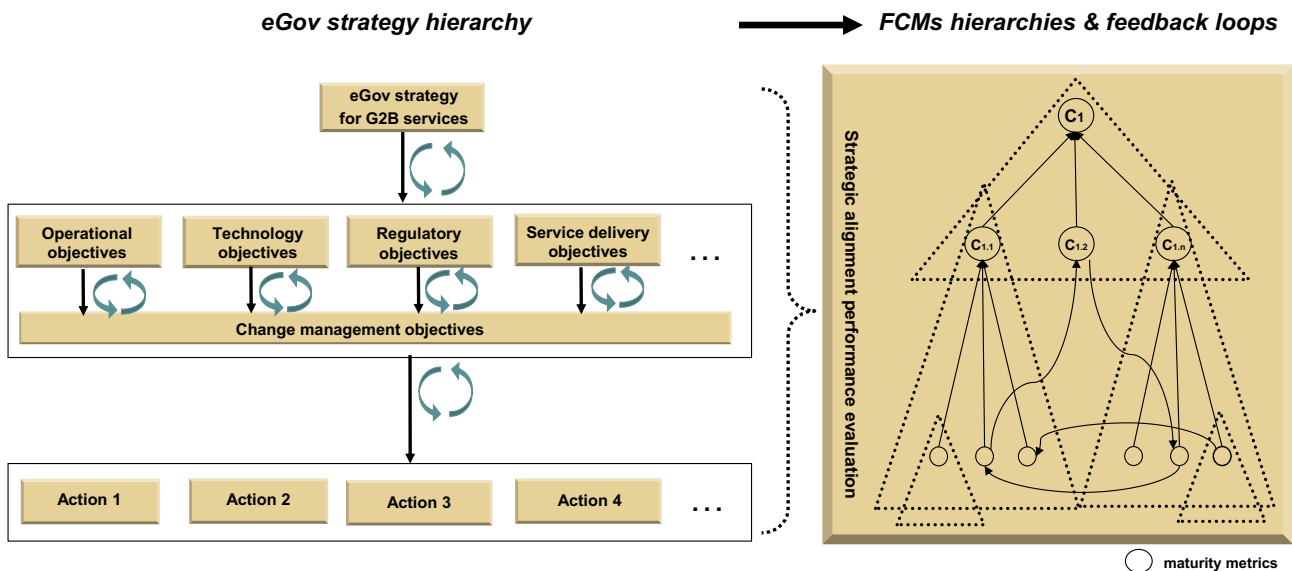 eGov strategy hierarchy
FCMs hierarchies & feedback loops
eGov strategy
for G2B services
Operational
objectives
Technology
objectives
Regulatory
objectives
Service delivery
objectives
...
Change management objectives
Action 1
Action 2
Action 3
Action 4
...
Strategic alignment performance evaluation
C1
C1.1
C1.2
C1.n
maturity metrics